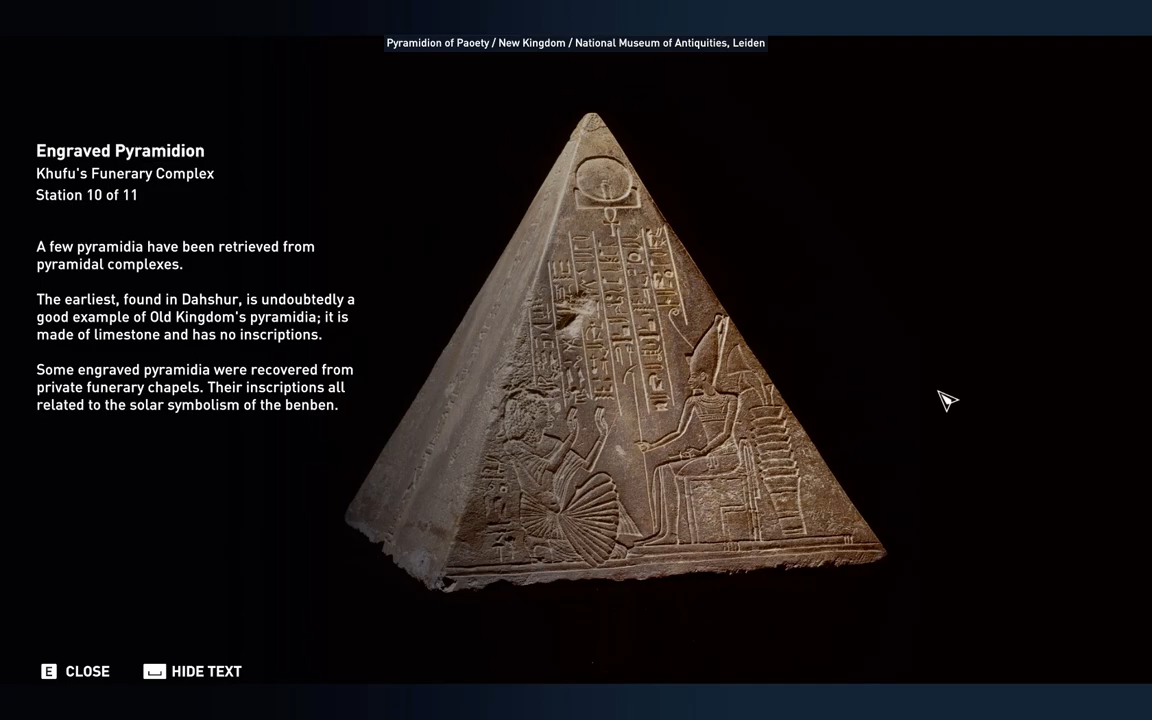 Pyramidion of Paoety / New Kingdom / National Museum of Antiquities, Leiden
Engraved Pyramidion
Khufu's Funerary Complex
Station 10 of 11
A few pyramidia have been retrieved from
pyramidal complexes.
The earliest, found in Dahshur, is undoubtedly a
good example of Old Kingdom's pyramidia; it is
made of limestone and has no inscriptions.
Some engraved pyramidia were recovered from
private funerary chapels. Their inscriptions all
related to the solar symbolism of the benben.
E CLOSE HIDE TEXT